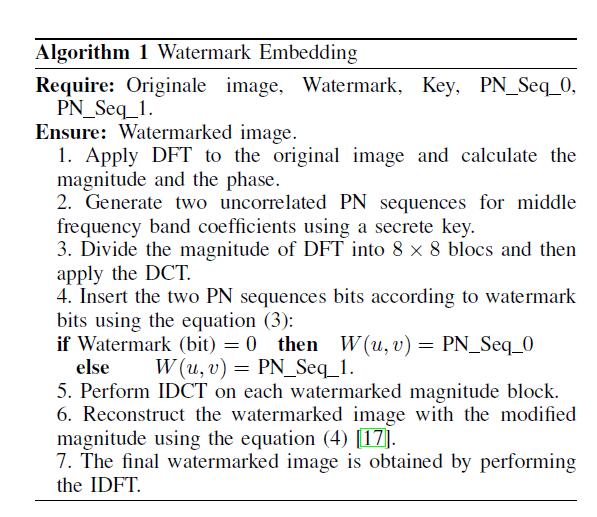 Algorithm 1 Watermark Embedding
Require: Originale image, Watermark, Key, PN_Seq_0,
PN_Seq_1.
Ensure: Watermarked image.
1. Apply DFT to the original image and calculate the
magnitude and the phase.
2. Generate two uncorrelated PN sequences for middle
frequency band coefficients using a secrete key.
3. Divide the magnitude of DFT into 8 × 8 blocs and then
apply the DCT.
4. Insert the two PN sequences bits according to watermark
bits using the equation (3):
if Watermark (bit) = 0 then W(u, v) = PN_Seq_0
else W(u, v) = PN_Seq_1.
5. Perform IDCT on each watermarked magnitude block.
6. Reconstruct the watermarked image with the modified
magnitude using the equation (4) [17].
7. The final watermarked image is obtained by performing
the IDFT.